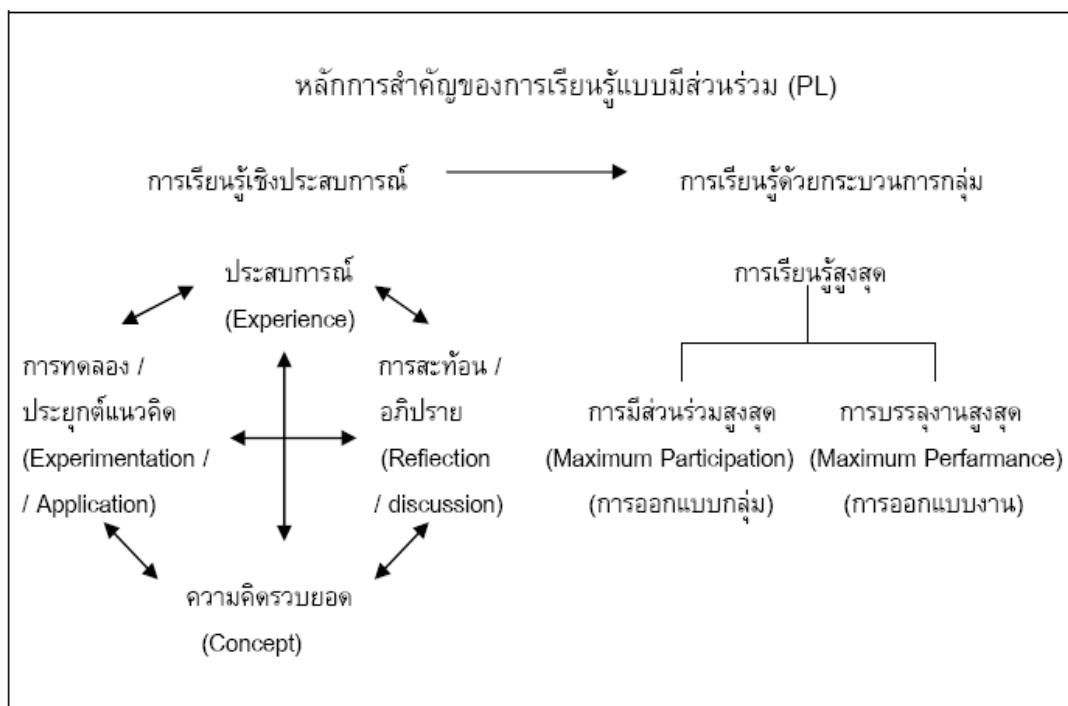 หลักการสำคัญของการเรียนรู้แบบมีส่วนร่วม (PL)
การเรียนรู้เชิงประสบการณ์
การเรียนรู้ด้วยกระบวนการกลุ่ม
ประสบการณ์
(Experience)
การทดลอง /
ประยุกต์แนวคิด
(Experimentation /
/ Application)
การสะท้อน /
อภิปราย
(Refiection
/ discussion)
ความคิดรวบยอด
(Concept)
การเรียนรู้สูงสุด
การมีส่วนร่วมสูงสุด
(Maximum Participation)
(การออกแบบกลุ่ม)
การบรรลุงานสูงสุด
(Maximum Perfarmance)
(การออกแบบงาน)